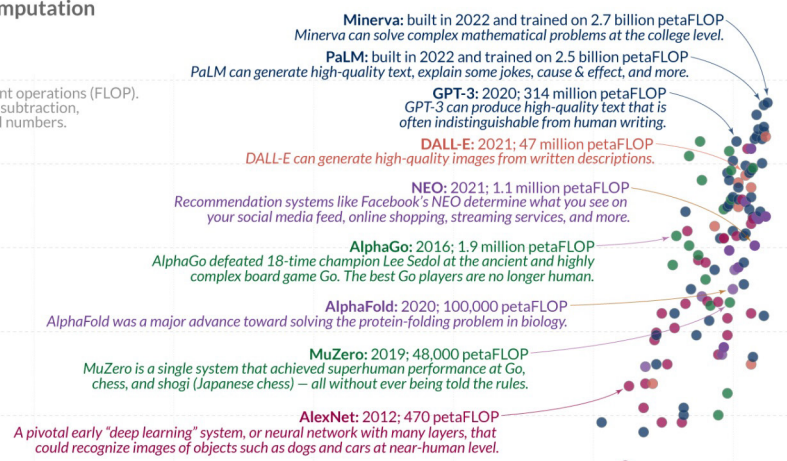 mputation
Minerva: built in 2022 and trained on 2.7 billion petaFLOP
Minerva can solve complex mathematical problems at the college level.
PaLM: built in 2022 and trained on 2.5 billion petaFLOP
PaLM can generate high-quality text, explain some jokes, cause & effect, and more.
nt operations (FLOP).
subtraction,
numbers.
GPT-3: 2020; 314 million petaFLOP
GPT-3 can produce high-quality text that is
often indistinguishable from human writing.
DALL-E: 2021; 47 million petaFLOP
DALL-E can generate high-quality images from written descriptions.
NEO: 2021; 1.1 million petaFLOP
Recommendation systems like Facebook's NEO determine what you see on
your social media feed, online shopping, streaming services, and more.
AlphaGo: 2016; 1.9 million petaFLOP
AlphaGo defeated 18-time champion Lee Sedol at the ancient and highly
complex board game Go. The best Go players are no longer human.
AlphaFold: 2020; 100,000 petaFLOP
AlphaFold was a major advance toward solving the protein-folding problem in biology.
MuZero: 2019; 48,000 petaFLOP
MuZero is a single system that achieved superhuman performance at Go,
chess, and shogi (Japanese chess) — all without ever being told the rules.
AlexNet: 2012; 470 petaFLOP
A pivotal early “deep learning” system, or neural network with many layers, that
could recognize images of objects such as dogs and cars at near-human level.